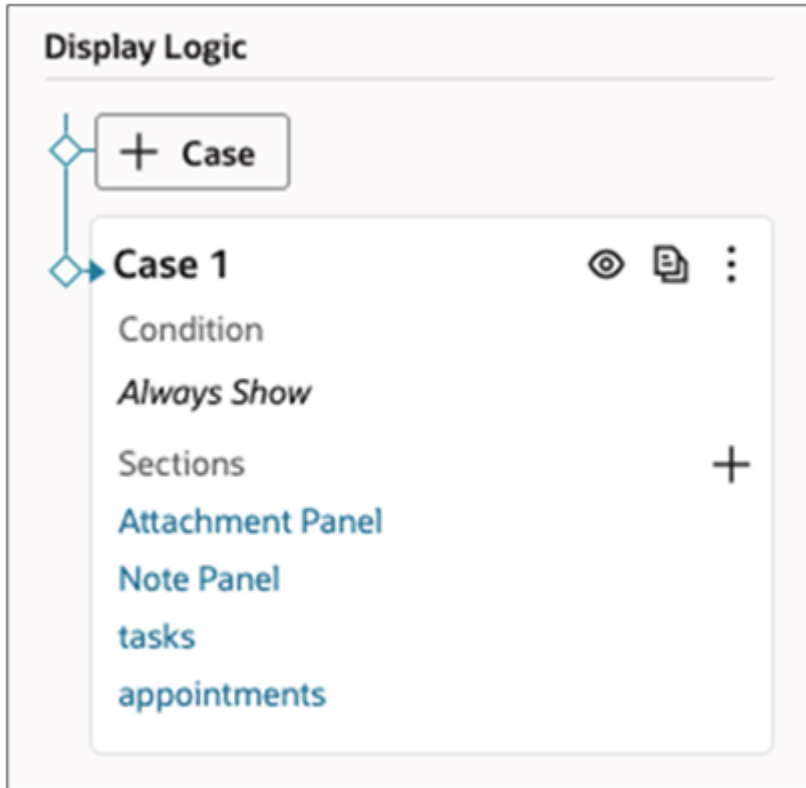 Display Logic
Case
Case 1
Condition
Always Show
Sections
Attachment Panel
Note Panel
tasks
appointments